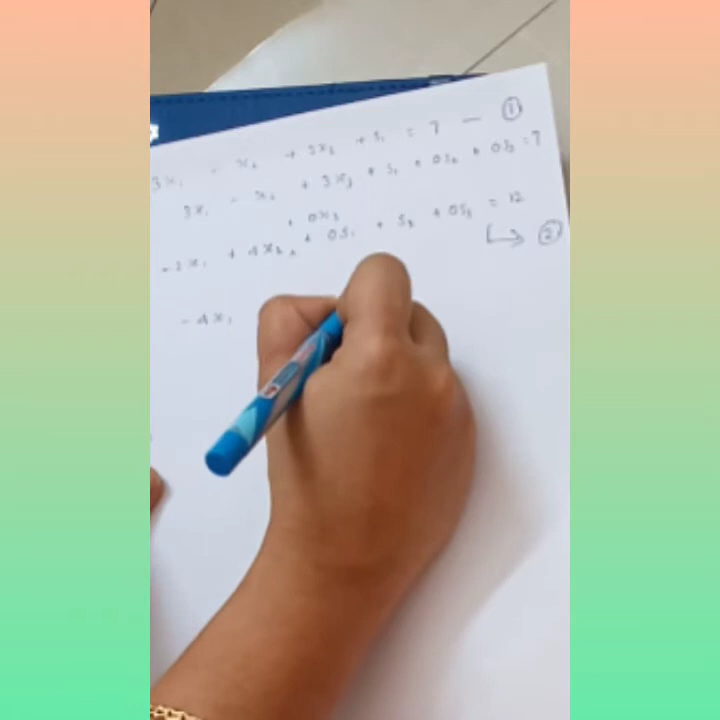 3x₁ - x₂ + 3x₃ + s₁ = 7 — ①
3x₁ - x₂ + 3x₃ + s₁ + 0s₂ + 0s₃ = 7
-2x₁ + 4x₂ + 0x₃ + 0s₁ + s₂ + 0s₃ = 12
↳ ②
- 4x₁